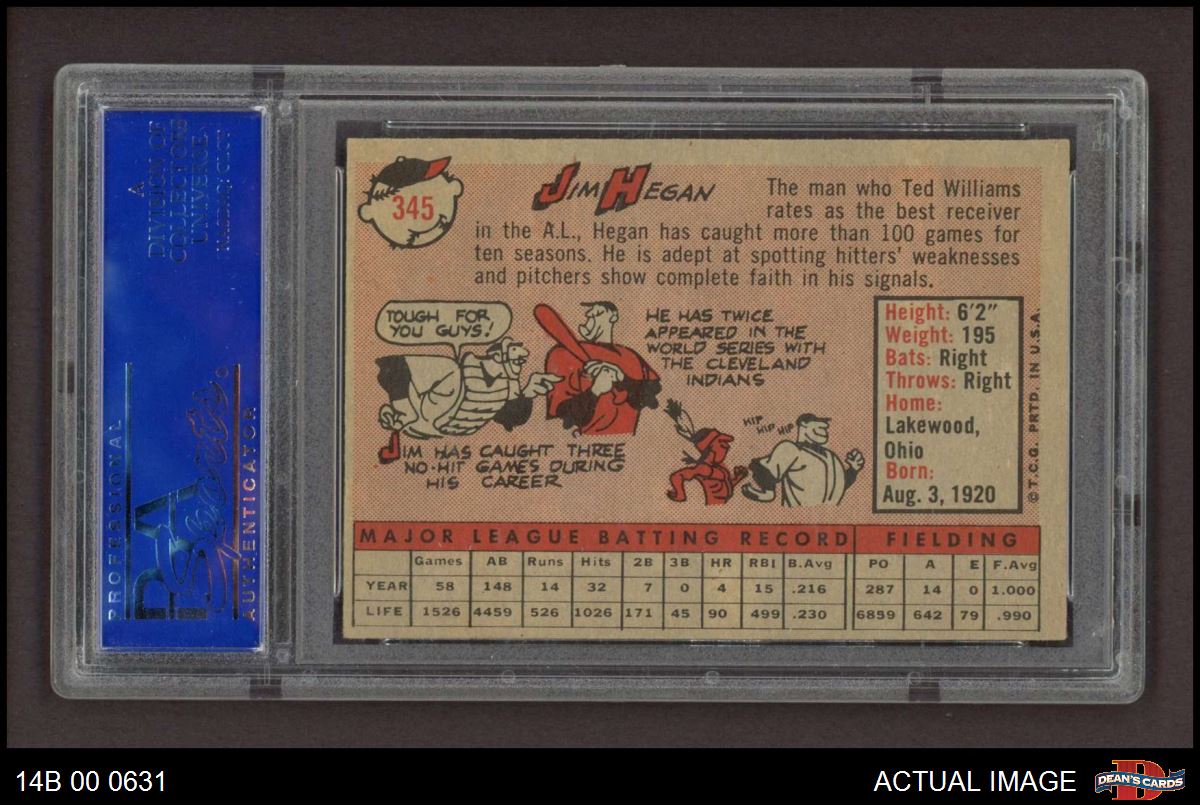 A
DIVISION OF
COLLECTORS
UNIVERSE
NASDAQ: CLCT
PROFESSIONAL
PSA
AUTHENTICATOR
345
JIM HEGAN
The man who Ted Williams
rates as the best receiver
in the A.L., Hegan has caught more than 100 games for
ten seasons. He is adept at spotting hitters' weaknesses
and pitchers show complete faith in his signals.
TOUGH FOR
YOU GUYS!
JIM HAS CAUGHT THREE
NO-HIT GAMES DURING
HIS CAREER
HE HAS TWICE
APPEARED IN THE
WORLD SERIES WITH
THE CLEVELAND
INDIANS
HIP HIP HIP
Height: 6'2"
Weight: 195
Bats: Right
Throws: Right
Home:
Lakewood,
Ohio
Born:
Aug. 3, 1920
© T.C.G. PRTD. IN U.S.A.
MAJOR LEAGUE BATTING RECORD FIELDING
Games AB Runs Hits 2B 3B HR RBI B.Avg PO A E F.Avg
YEAR 58 148 14 32 7 0 4 15 .216 287 14 0 1.000
LIFE 1526 4459 526 1026 171 45 90 499 .230 6859 642 79 .990
14B 00 0631
ACTUAL IMAGE
DEAN'S CARDS